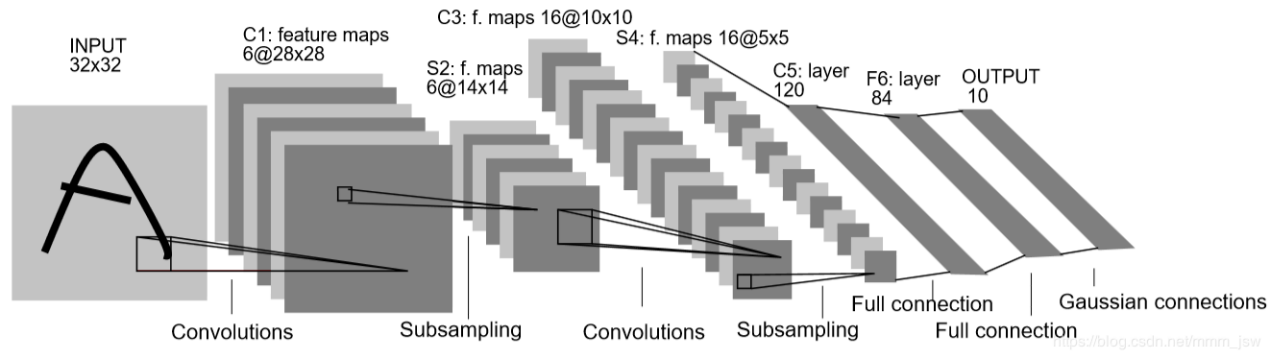 INPUT
32x32
C1: feature maps
6@28x28
S2: f. maps
6@14x14
C3: f. maps 16@10x10
S4: f. maps 16@5x5
C5: layer
120
F6: layer
84
OUTPUT
10
A
Convolutions
Subsampling
Convolutions
Subsampling
Full connection
Full connection
Gaussian connections
https://blog.csdn.net/mmm_jsw